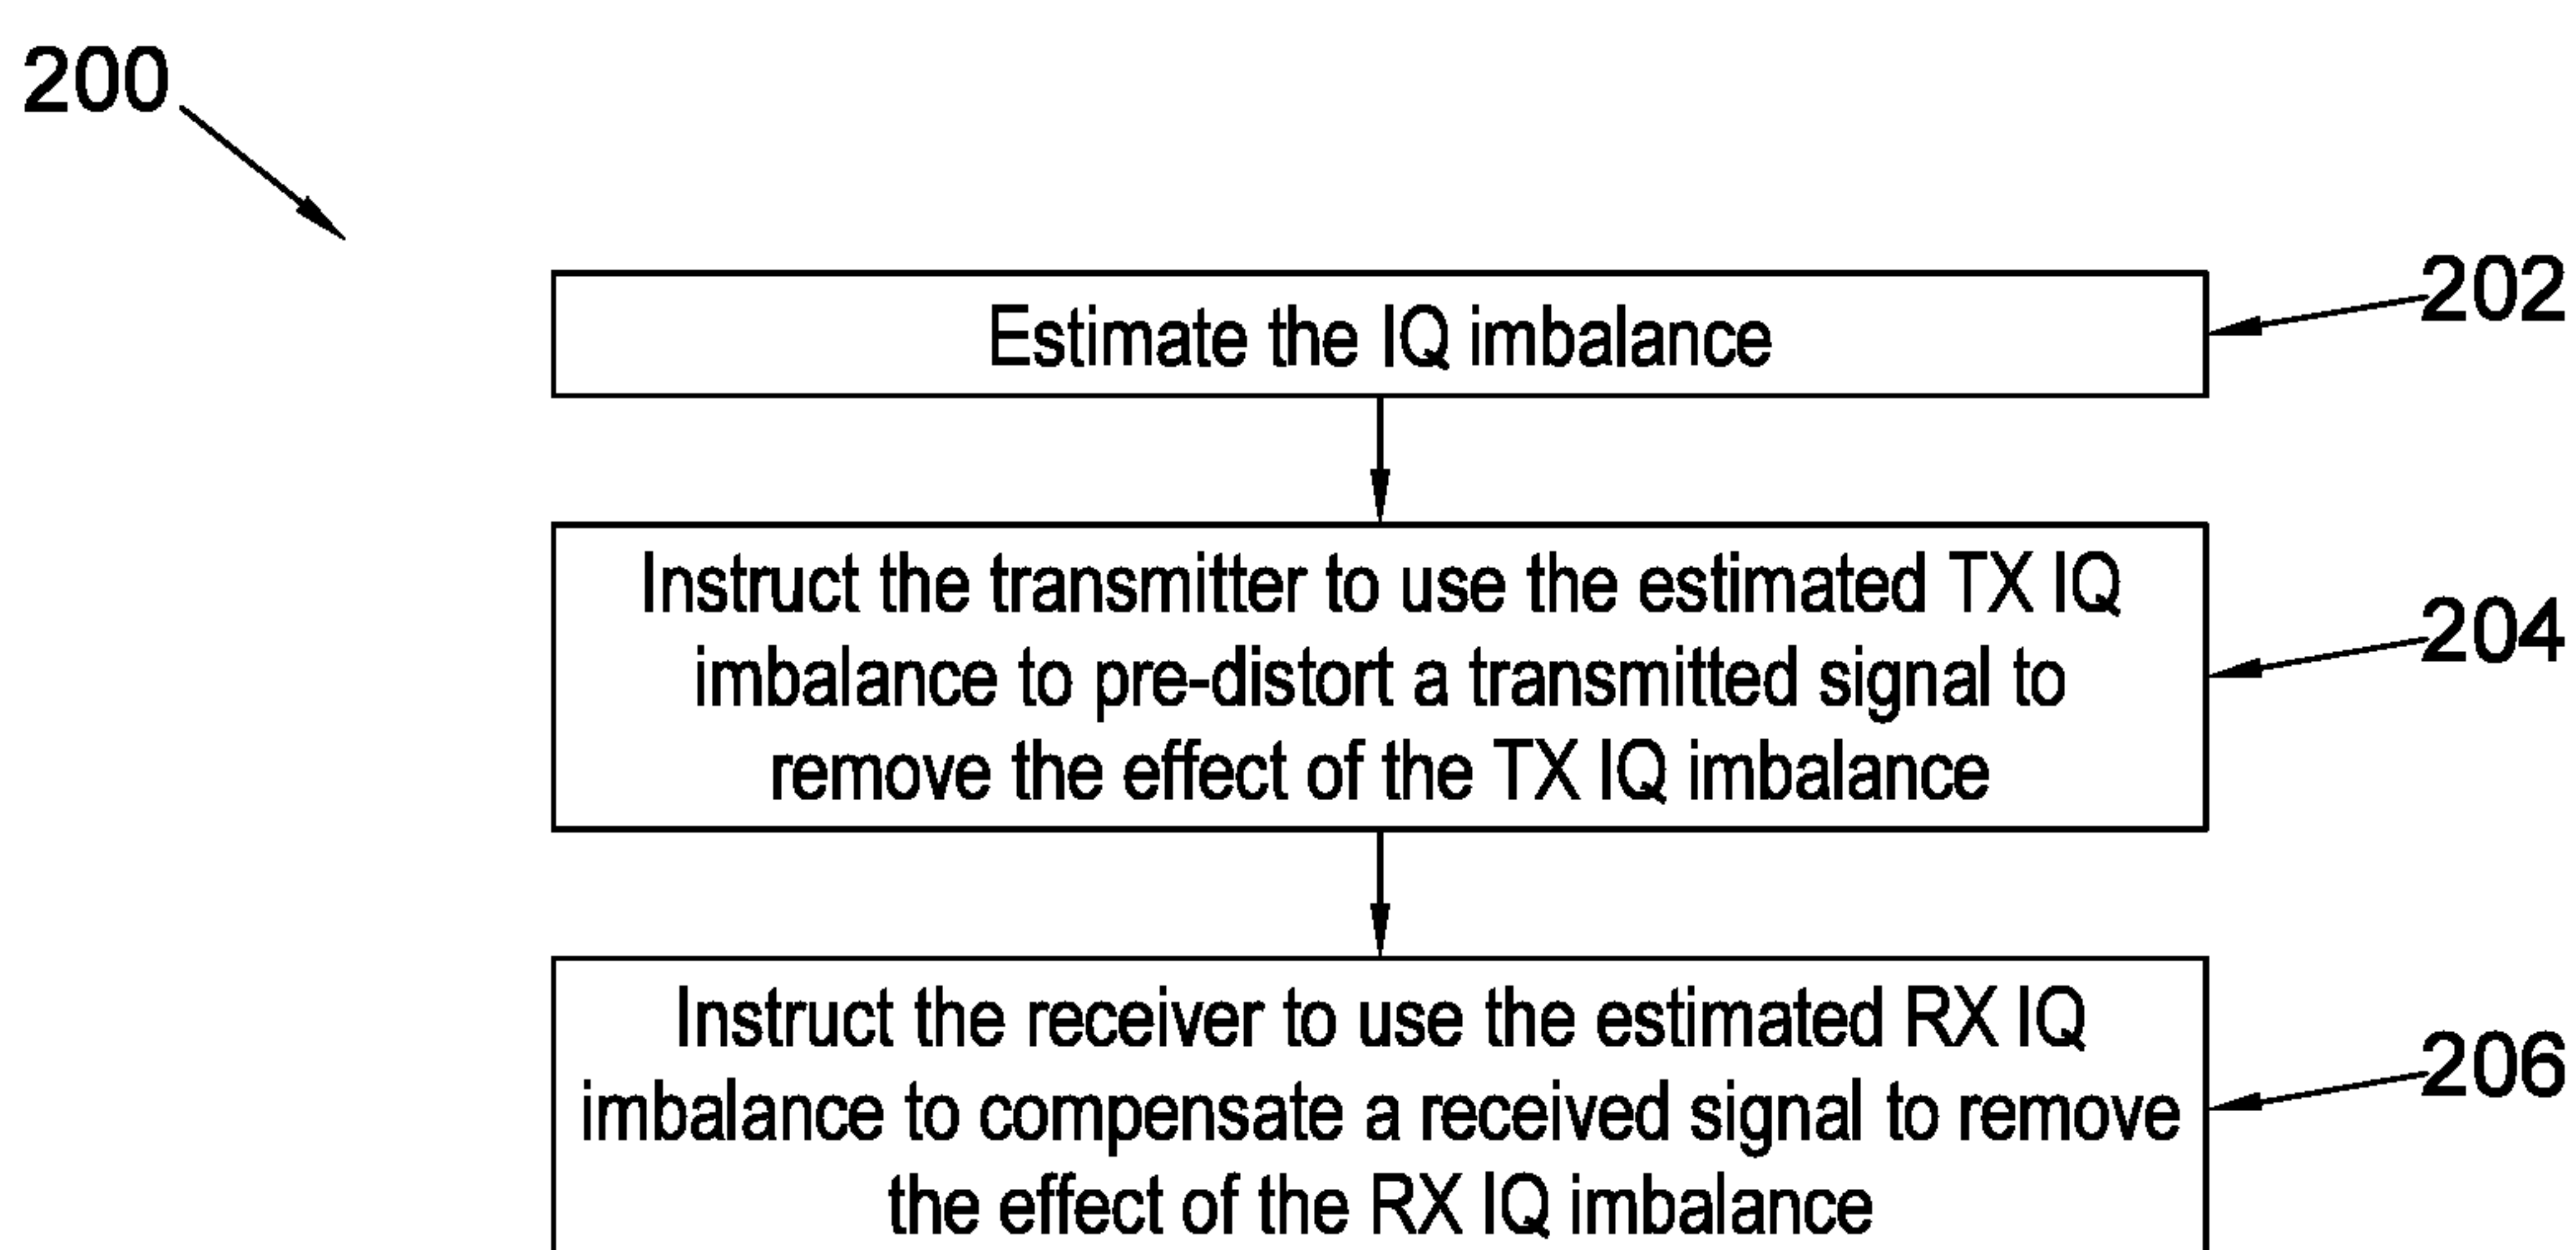 200
202
Estimate the IQ imbalance
Instruct the transmitter to use the estimated TX IQ
imbalance to pre-distort a transmitted signal to
remove the effect of the TX IQ imbalance
204
Instruct the receiver to use the estimated RX IQ
imbalance to compensate a received signal to remove
the effect of the RX IQ imbalance
206